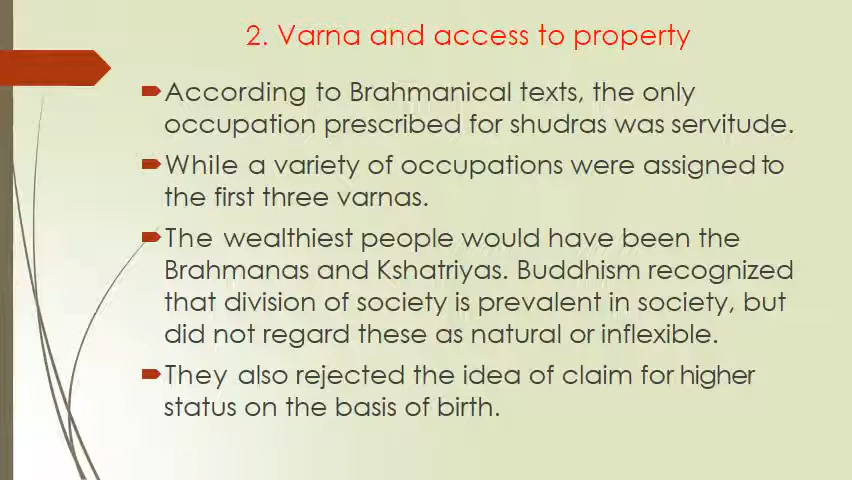 2. Varna and access to property
According to Brahmanical texts, the only
occupation prescribed for shudras was servitude.
While a variety of occupations were assigned to
the first three varnas.
The wealthiest people would have been the
Brahmanas and Kshatriyas. Buddhism recognized
that division of society is prevalent in society, but
did not regard these as natural or inflexible.
They also rejected the idea of claim for higher
status on the basis of birth.